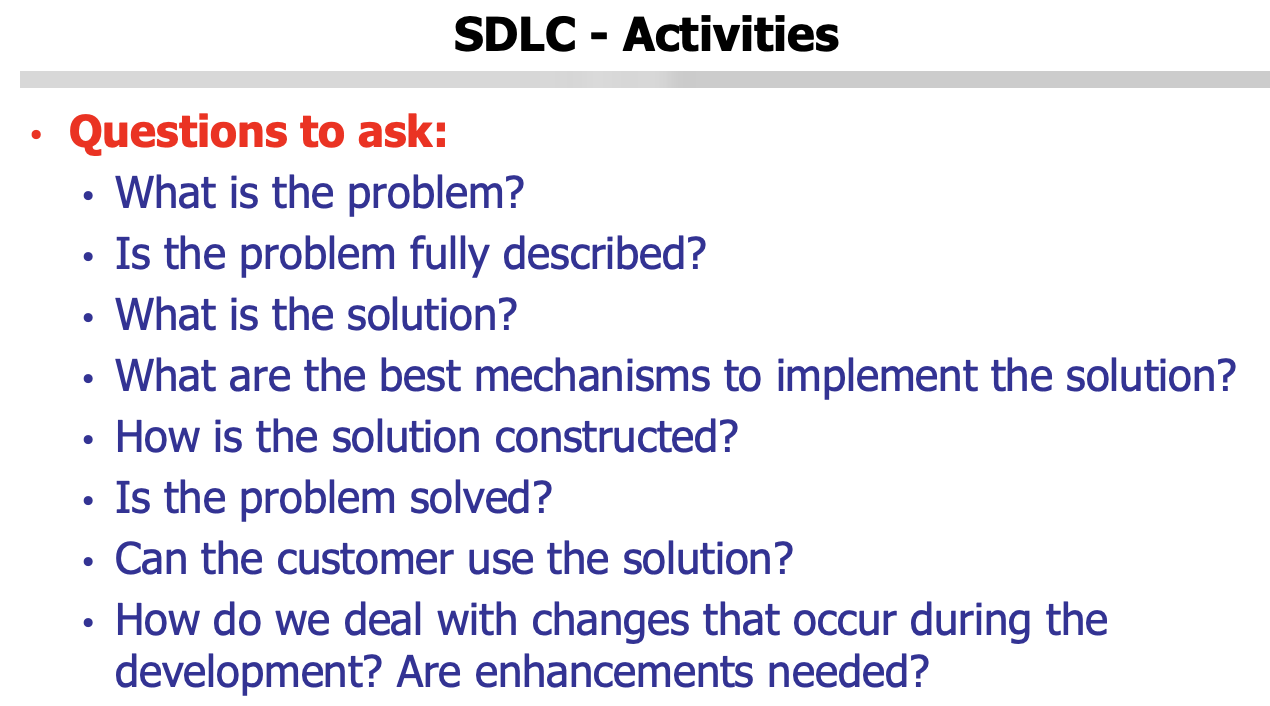 SDLC - Activities
• Questions to ask:
• What is the problem?
• Is the problem fully described?
• What is the solution?
• What are the best mechanisms to implement the solution?
• How is the solution constructed?
• Is the problem solved?
• Can the customer use the solution?
• How do we deal with changes that occur during the
development? Are enhancements needed?